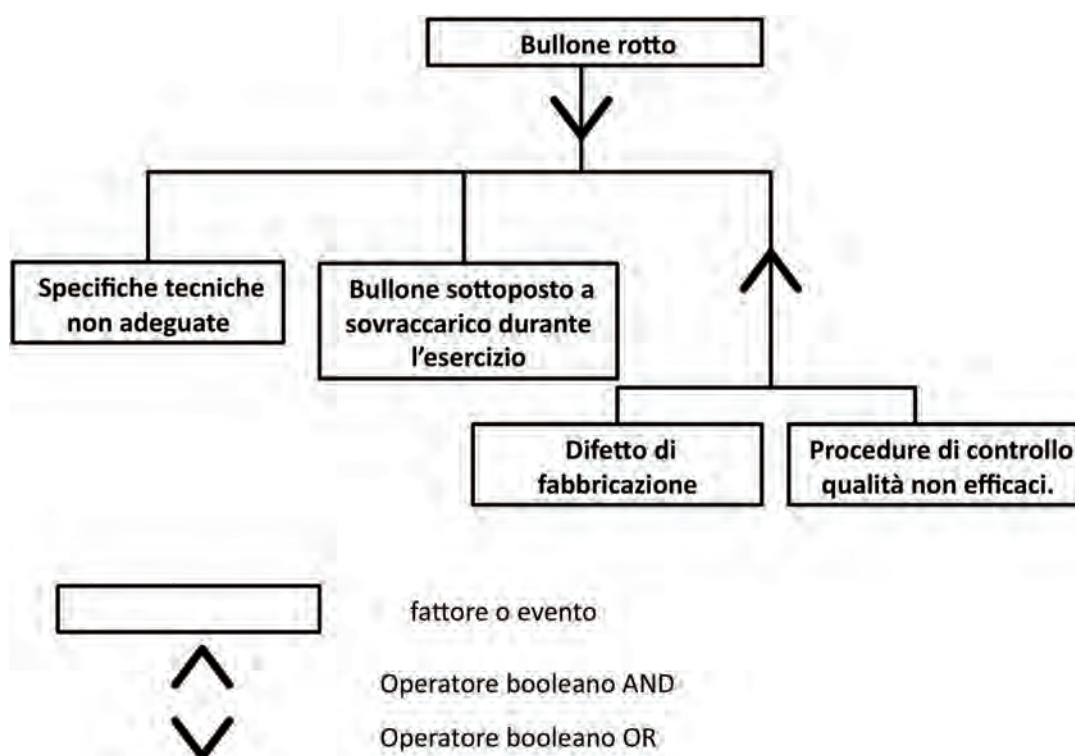 Bullone rotto
Specifiche tecniche
non adeguate
Bullone sottoposto a
sovraccarico durante
l'esercizio
Difetto di
fabbricazione
Procedure di controllo
qualità non efficaci.
fattore o evento
Operatore booleano AND
Operatore booleano OR